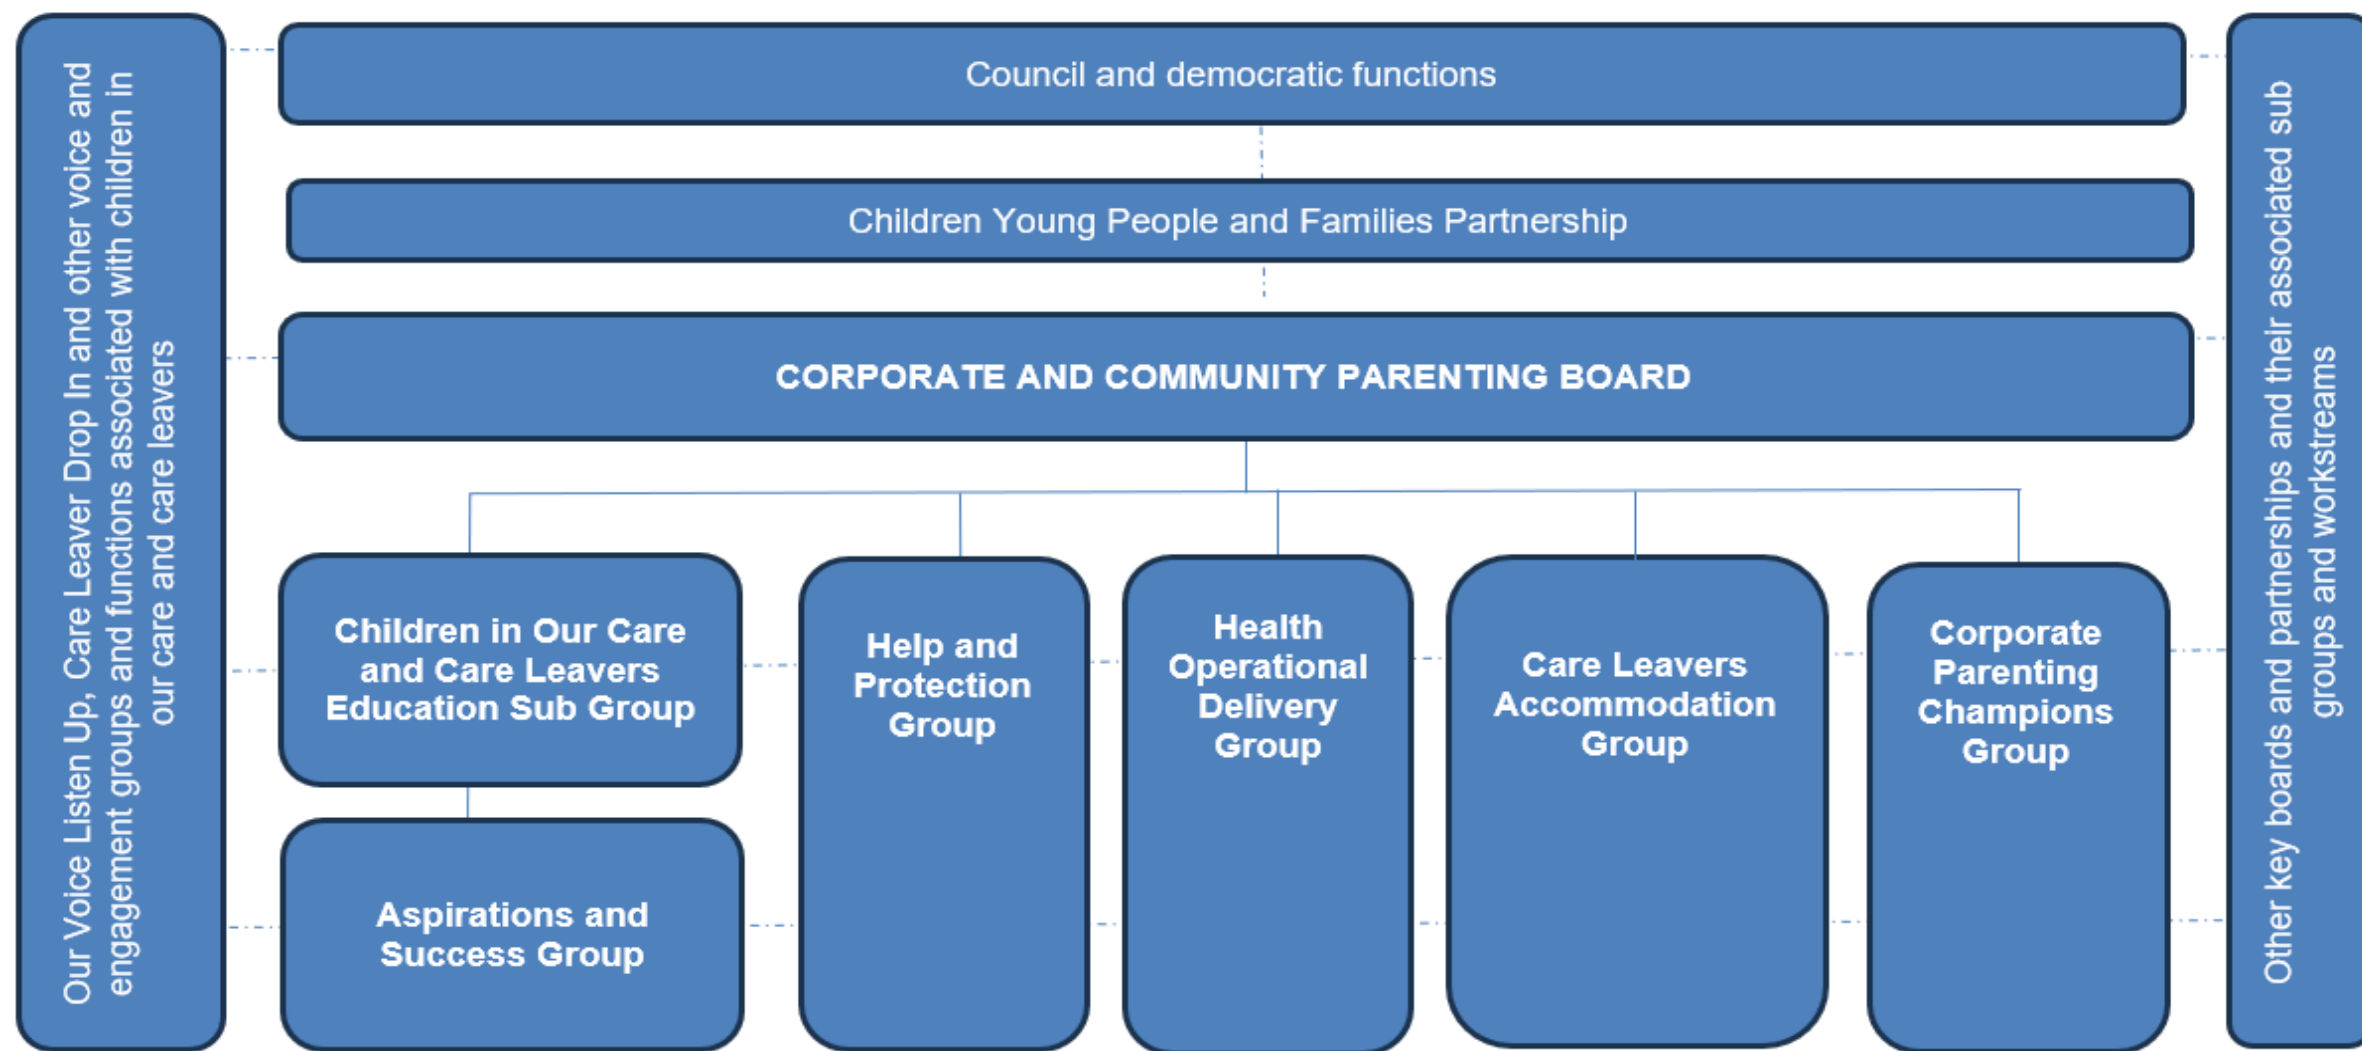 Our Voice Listen Up, Care Leaver Drop In and other voice and
engagement groups and functions associated with children in
our care and care leavers
Council and democratic functions
Children Young People and Families Partnership
CORPORATE AND COMMUNITY PARENTING BOARD
Children in Our Care
and Care Leavers
Education Sub Group
Aspirations and
Success Group
Help and
Protection
Group
Health
Operational
Delivery
Group
Care Leavers
Accommodation
Group
Corporate
Parenting
Champions
Group
Other key boards and partnerships and their associated sub
groups and workstreams